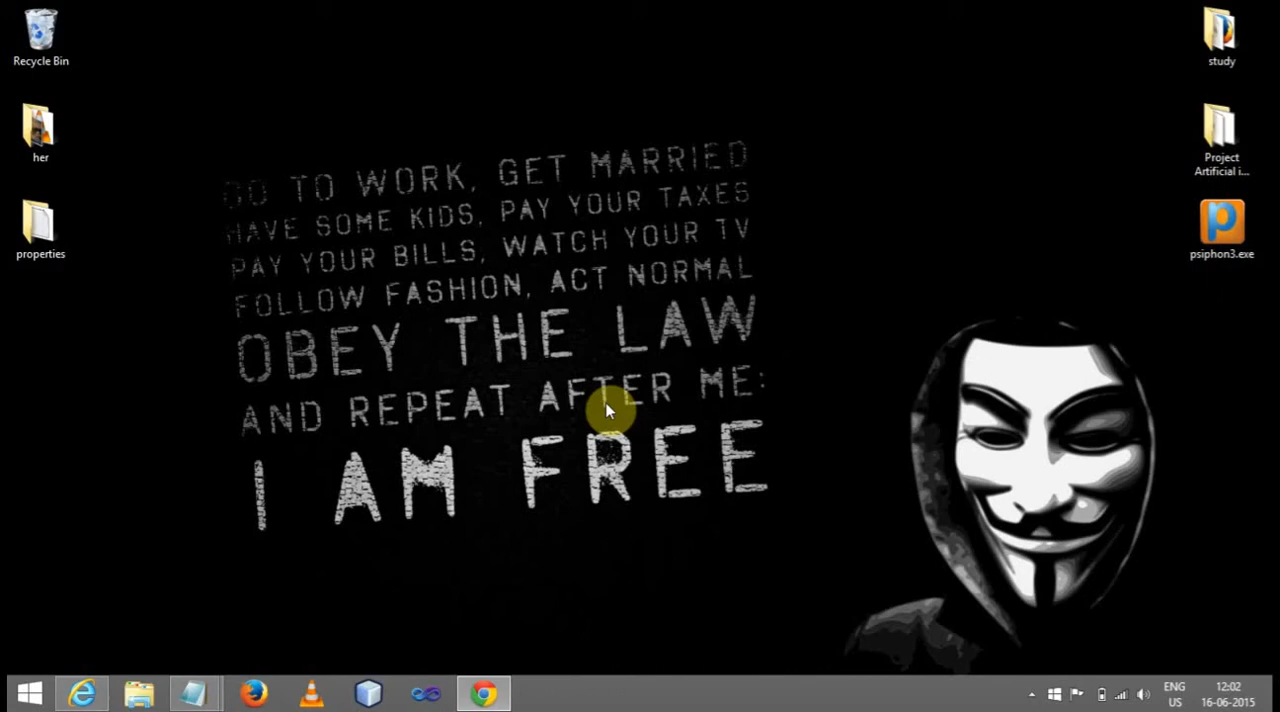 Recycle Bin
her
properties
GO TO WORK, GET MARRIED
HAVE SOME KIDS, PAY YOUR TAXES
PAY YOUR BILLS, WATCH YOUR TV
FOLLOW FASHION, ACT NORMAL
OBEY THE LAW
AND REPEAT AFTER ME:
I AM FREE
study
Project
Artificial i...
psiphon3.exe
ENG
US
12:02
16-06-2015